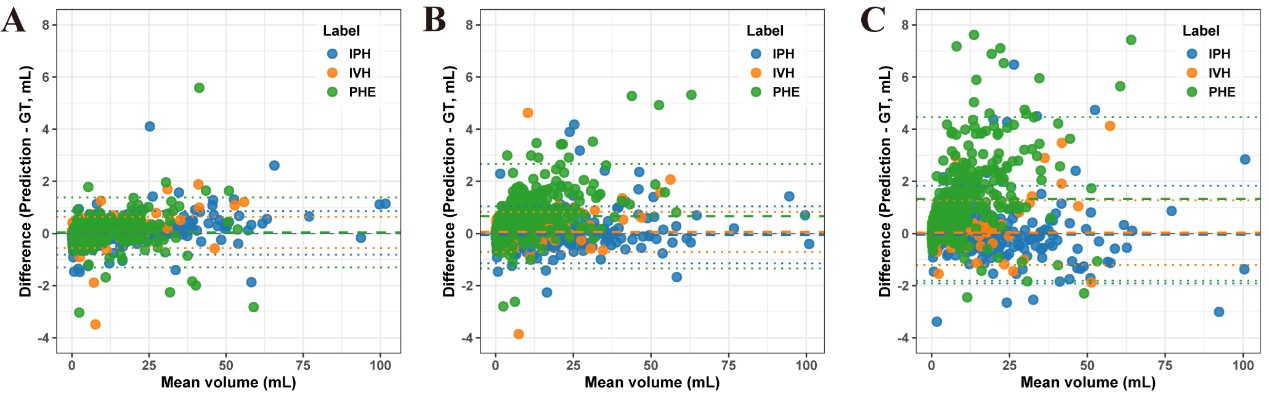 A
Difference (Prediction - GT, mL)
8
6
4
2
0
-2
-4
Label
IPH
IVH
PHE
0
25
50
75
100
Mean volume (mL)
B
Difference (Prediction - GT, mL)
8
6
4
2
0
-2
-4
Label
IPH
IVH
PHE
0
25
50
75
100
Mean volume (mL)
C
Difference (Prediction - GT, mL)
8
6
4
2
0
-2
-4
Label
IPH
IVH
PHE
0
25
50
75
100
Mean volume (mL)